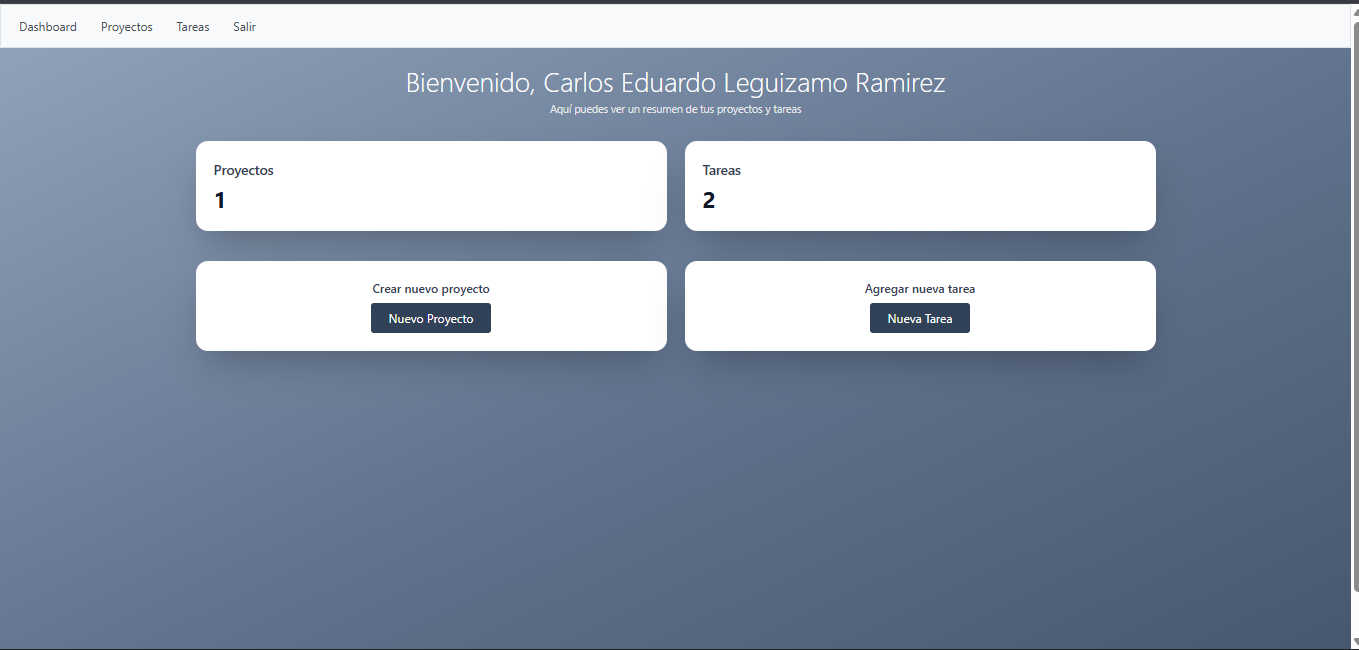 Dashboard Proyectos Tareas Salir
Bienvenido, Carlos Eduardo Leguizamo Ramirez
Aquí puedes ver un resumen de tus proyectos y tareas
Proyectos
1
Tareas
2
Crear nuevo proyecto
Nuevo Proyecto
Agregar nueva tarea
Nueva Tarea